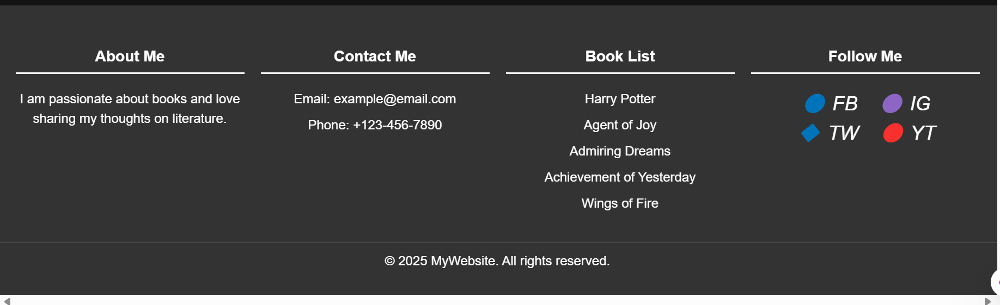 About Me
I am passionate about books and love
sharing my thoughts on literature.
Contact Me
Email: example@email.com
Phone: +123-456-7890
Book List
Harry Potter
Agent of Joy
Admiring Dreams
Achievement of Yesterday
Wings of Fire
Follow Me
FB IG
TW YT
© 2025 MyWebsite. All rights reserved.